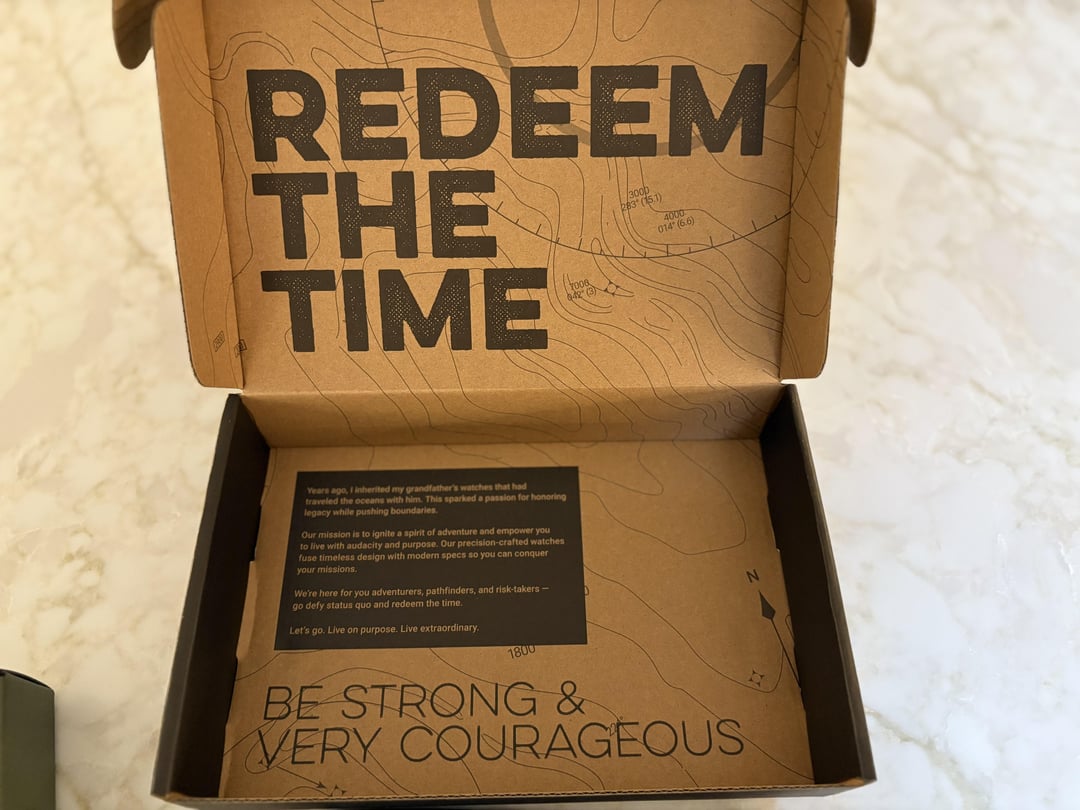 REDEEM
THE
TIME
3000
283° (15.1)
4000
014° (6.6)
7000
042° (3)
Years ago, I inherited my grandfather's watches that had
traveled the oceans with him. This sparked a passion for honoring
legacy while pushing boundaries.
Our mission is to ignite a spirit of adventure and empower you
to live with audacity and purpose. Our precision-crafted watches
fuse timeless design with modern specs so you can conquer
your missions.
We're here for you adventurers, pathfinders, and risk-takers —
go defy status quo and redeem the time.
Let's go. Live on purpose. Live extraordinary.
N
1800
BE STRONG &
VERY COURAGEOUS